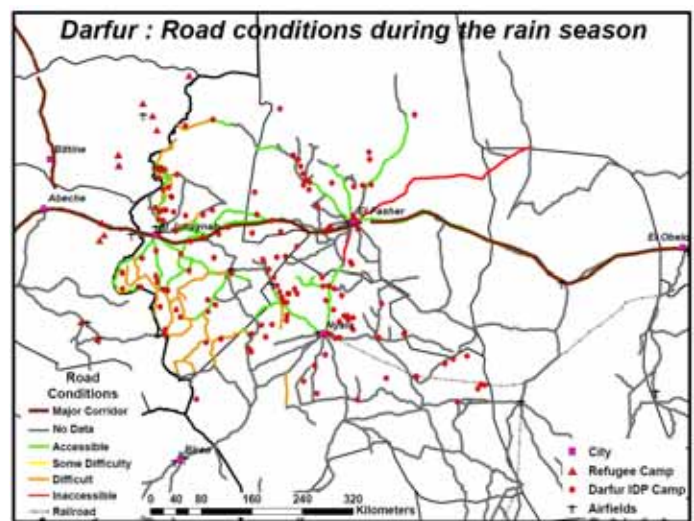 Darfur : Road conditions during the rain season
Biltine
Abeche
El Fasher
El Obeid
Nyala
Road
Conditions
Major Corridor
No Data
Accessible
Some Difficulty
Difficult
Inaccessible
Railroad
0 40 80 160 240 320
Kilometers
City
Refugee Camp
Darfur IDP Camp
Airfields